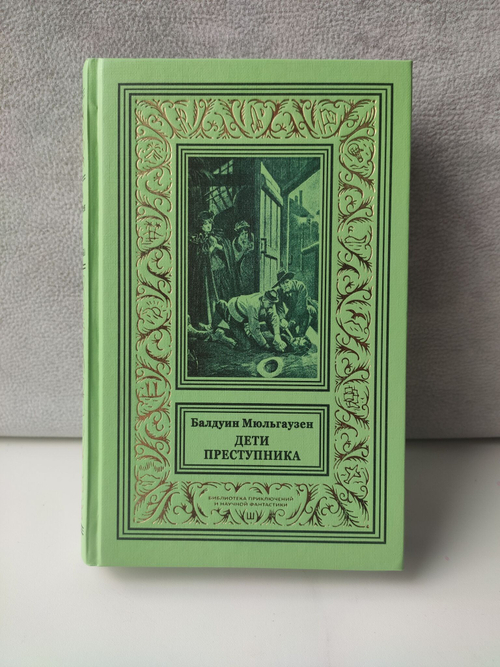 Балдуин Мюльгаузен
ДЕТИ
ПРЕСТУПНИКА
БИБЛИОТЕКА ПРИКЛЮЧЕНИЙ
И НАУЧНОЙ ФАНТАСТИКИ
Ш